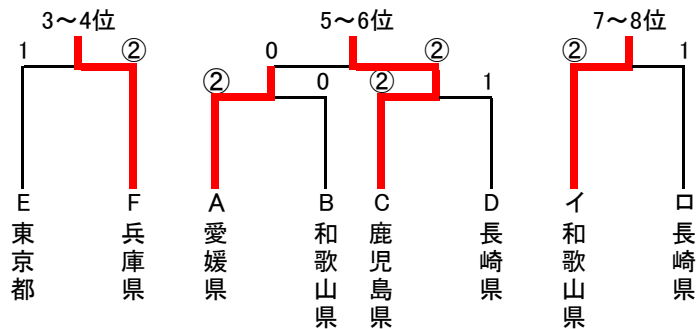 3～4位
5～6位
7～8位
1
②
0
②
②
1
②
0
②
1
E
F
A
B
C
D
イ
ロ
東京都
兵庫県
愛媛県
和歌山県
鹿児島県
長崎県
和歌山県
長崎県